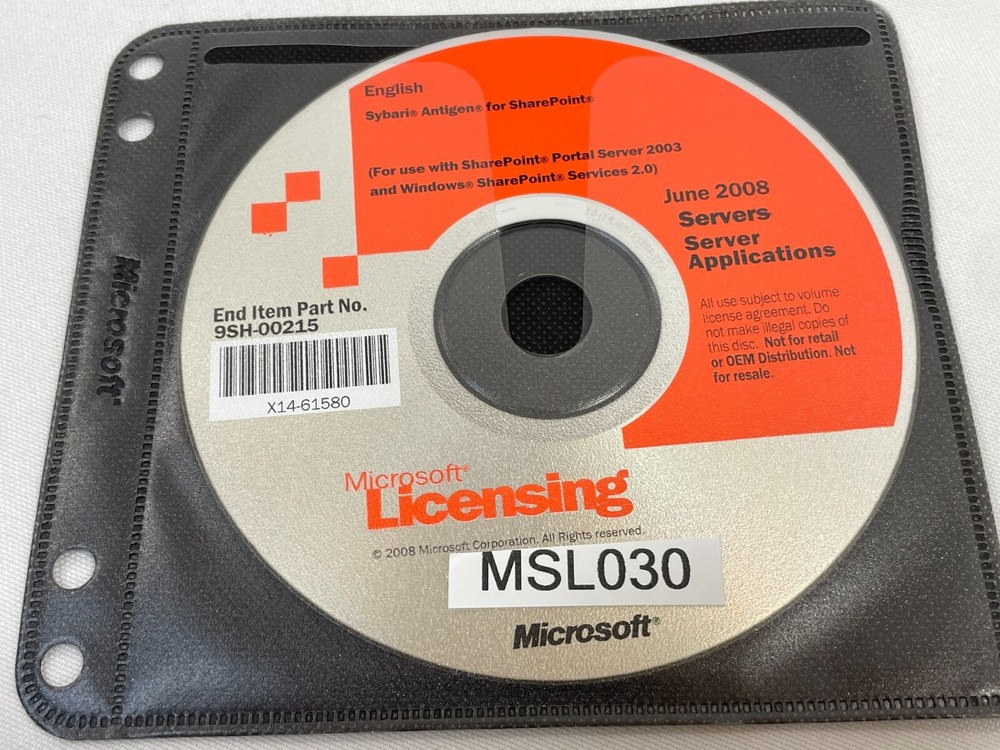 English
Sybari® Antigen® for SharePoint®
(For use with SharePoint® Portal Server 2003
and Windows® SharePoint® Services 2.0)
June 2008
Servers
Server
Applications
All use subject to volume
license agreement. Do
not make illegal copies of
this disc. Not for retail
or OEM Distribution. Not
for resale.
End Item Part No.
9SH-00215
X14-61580
Microsoft®
Licensing
© 2008 Microsoft Corporation. All Rights reserved.
MSL030
Microsoft®
Microsoft®